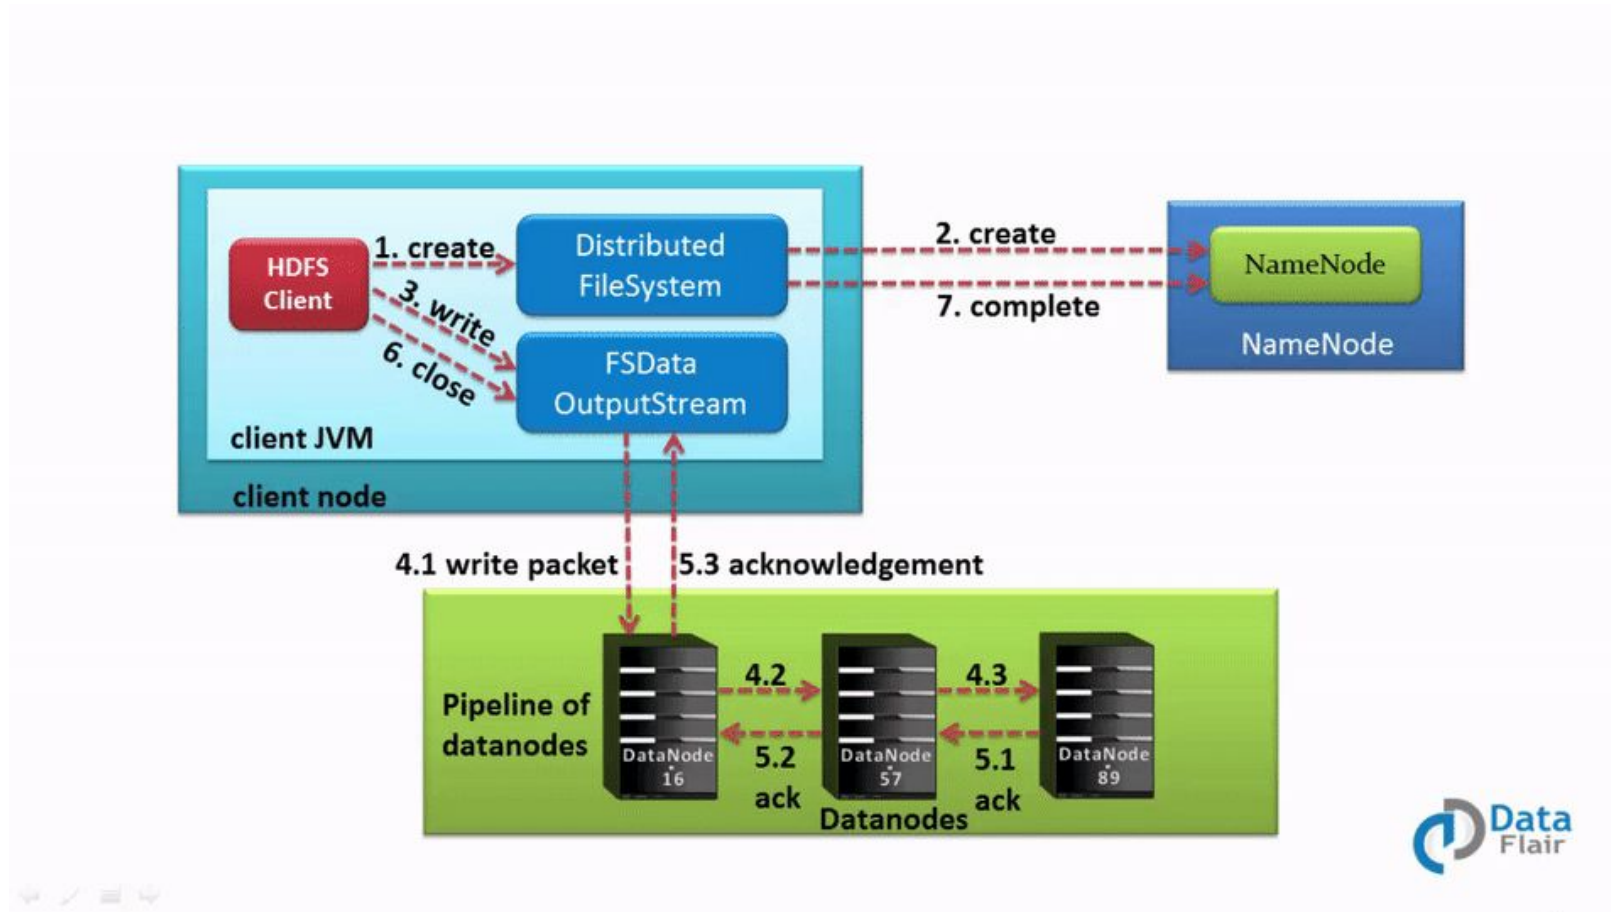 HDFS
Client
1. create
Distributed
FileSystem
2. create
7. complete
NameNode
NameNode
3. write
6. close
FSData
OutputStream
client JVM
client node
4.1 write packet
5.3 acknowledgement
Pipeline of
datanodes
4.2
4.3
DataNode
16
5.2
ack
DataNode
57
5.1
ack
DataNode
89
Datanodes
Data
Flair